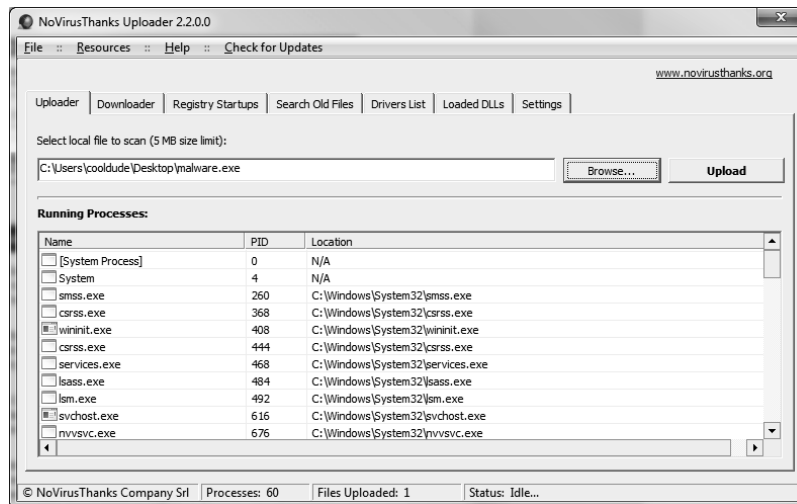 NoVirusThanks Uploader 2.2.0.0
File :: Resources :: Help :: Check for Updates
www.novirusthanks.org
Uploader Downloader Registry Startups Search Old Files Drivers List Loaded DLLs Settings
Select local file to scan (5 MB size limit):
C:\Users\cooldude\Desktop\malware.exe Browse... Upload
Running Processes:
Name PID Location
[System Process] 0 N/A
System 4 N/A
smss.exe 260 C:\Windows\System32\smss.exe
csrss.exe 368 C:\Windows\System32\csrss.exe
wininit.exe 408 C:\Windows\System32\wininit.exe
csrss.exe 444 C:\Windows\System32\csrss.exe
services.exe 468 C:\Windows\System32\services.exe
lsass.exe 484 C:\Windows\System32\lsass.exe
lsm.exe 492 C:\Windows\System32\lsm.exe
svchost.exe 616 C:\Windows\System32\svchost.exe
nvvsvc.exe 676 C:\Windows\System32\nvvsvc.exe
© NoVirusThanks Company Srl Processes: 60 Files Uploaded: 1 Status: Idle...